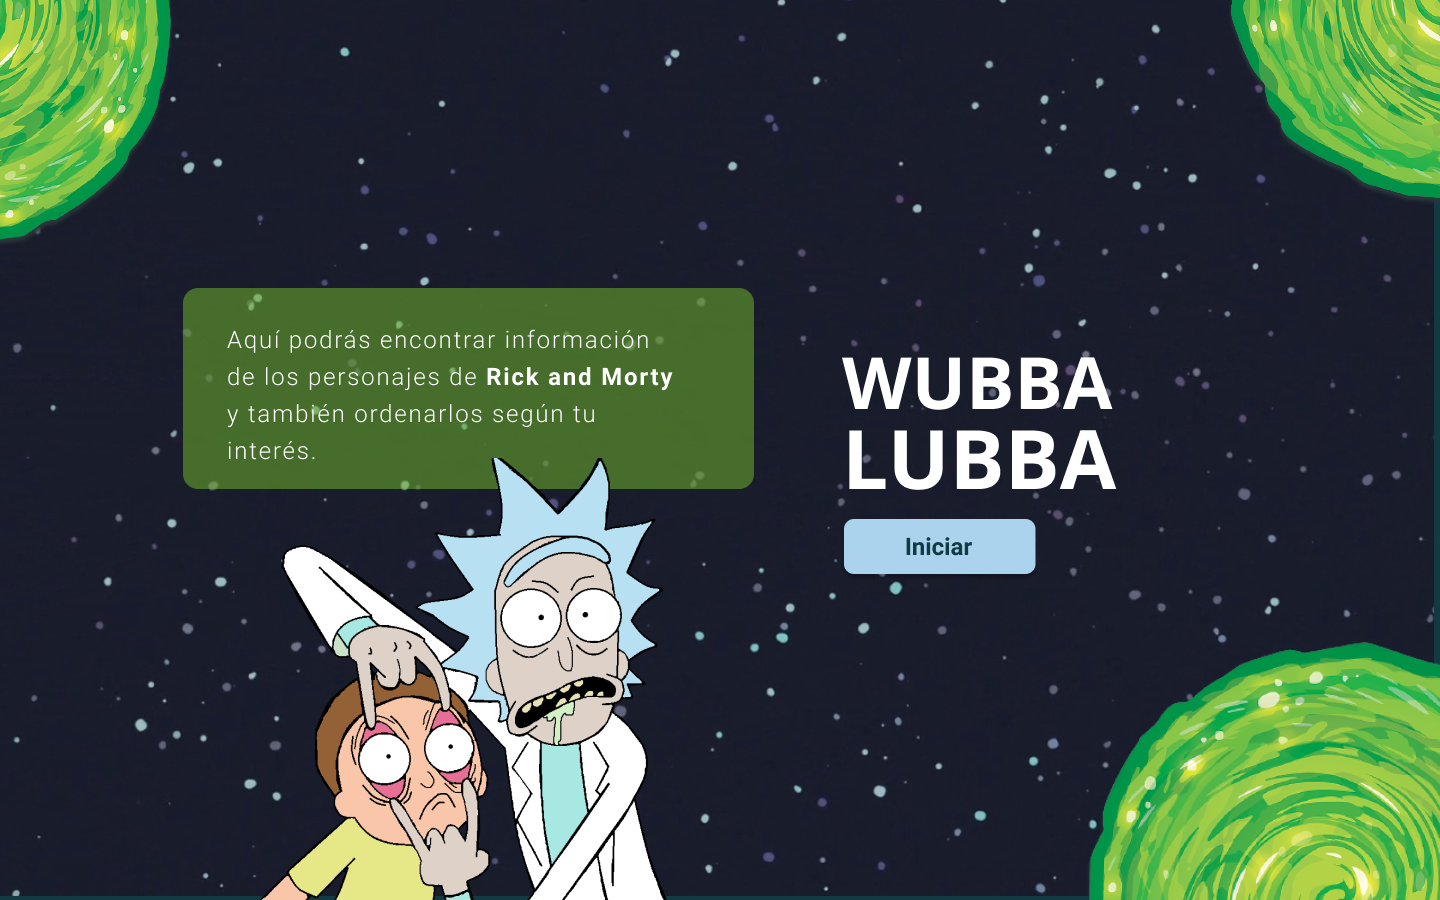 Aquí podrás encontrar información
de los personajes de Rick and Morty
y también ordenarlos según tu
interés.
WUBBA
LUBBA
Iniciar